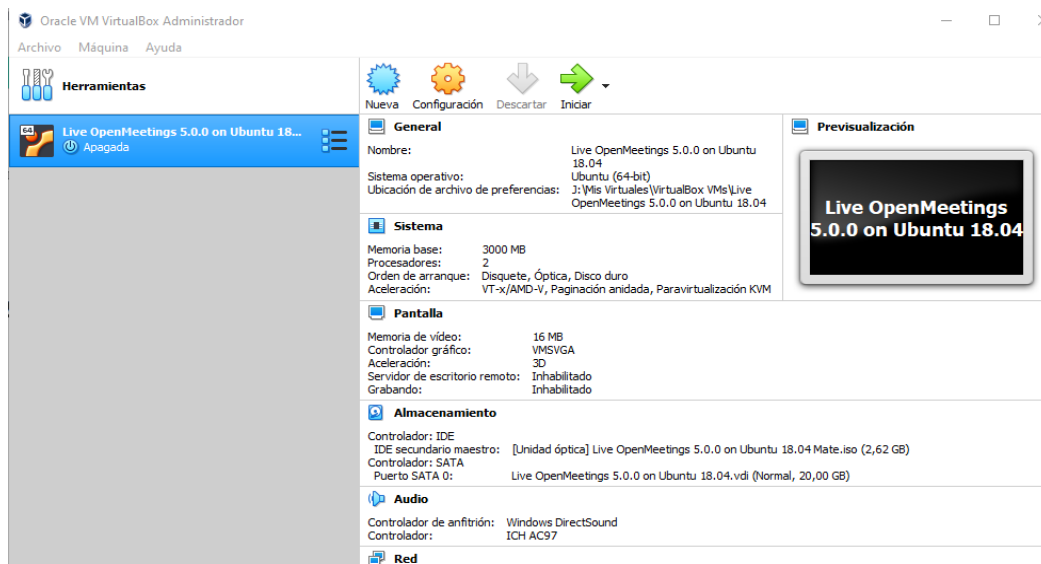 Oracle VM VirtualBox Administrador
Archivo Máquina Ayuda
Herramientas
Nueva Configuración Descartar Iniciar
64
Live OpenMeetings 5.0.0 on Ubuntu 18...
Apagada
General
Nombre: Live OpenMeetings 5.0.0 on Ubuntu
18.04
Sistema operativo: Ubuntu (64-bit)
Ubicación de archivo de preferencias: J:\Mis Virtuales\VirtualBox VMs\Live
OpenMeetings 5.0.0 on Ubuntu 18.04
Previsualización
Live OpenMeetings
5.0.0 on Ubuntu 18.04
Sistema
Memoria base: 3000 MB
Procesadores: 2
Orden de arranque: Disquete, Óptica, Disco duro
Aceleración: VT-x/AMD-V, Paginación anidada, Paravirtualización KVM
Pantalla
Memoria de vídeo: 16 MB
Controlador gráfico: VMSVGA
Aceleración: 3D
Servidor de escritorio remoto: Inhabilitado
Grabando: Inhabilitado
Almacenamiento
Controlador: IDE
IDE secundario maestro: [Unidad óptica] Live OpenMeetings 5.0.0 on Ubuntu 18.04 Mate.iso (2,62 GB)
Controlador: SATA
Puerto SATA 0: Live OpenMeetings 5.0.0 on Ubuntu 18.04.vdi (Normal, 20,00 GB)
Audio
Controlador de anfitrión: Windows DirectSound
Controlador: ICH AC97
Red